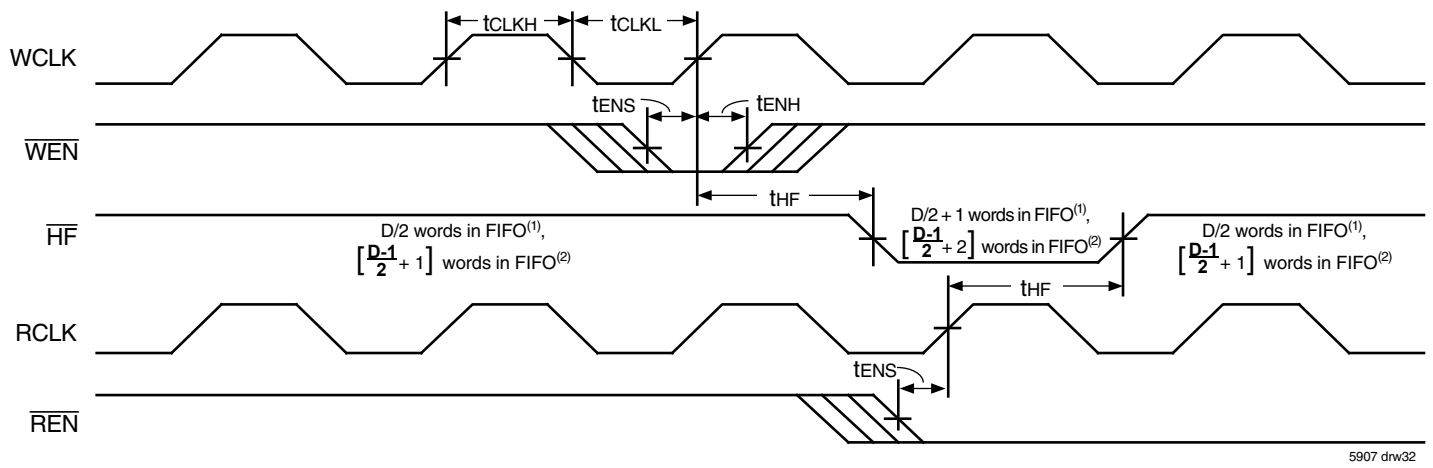 tCLKH
tCLKL
WCLK
tENS
tENH
WEN
tHF
HF
D/2 words in FIFO(1),
[D-1/2 + 1] words in FIFO(2)
D/2 + 1 words in FIFO(1),
[D-1/2 + 2] words in FIFO(2)
D/2 words in FIFO(1),
[D-1/2 + 1] words in FIFO(2)
tHF
RCLK
tENS
REN
5907 drw32